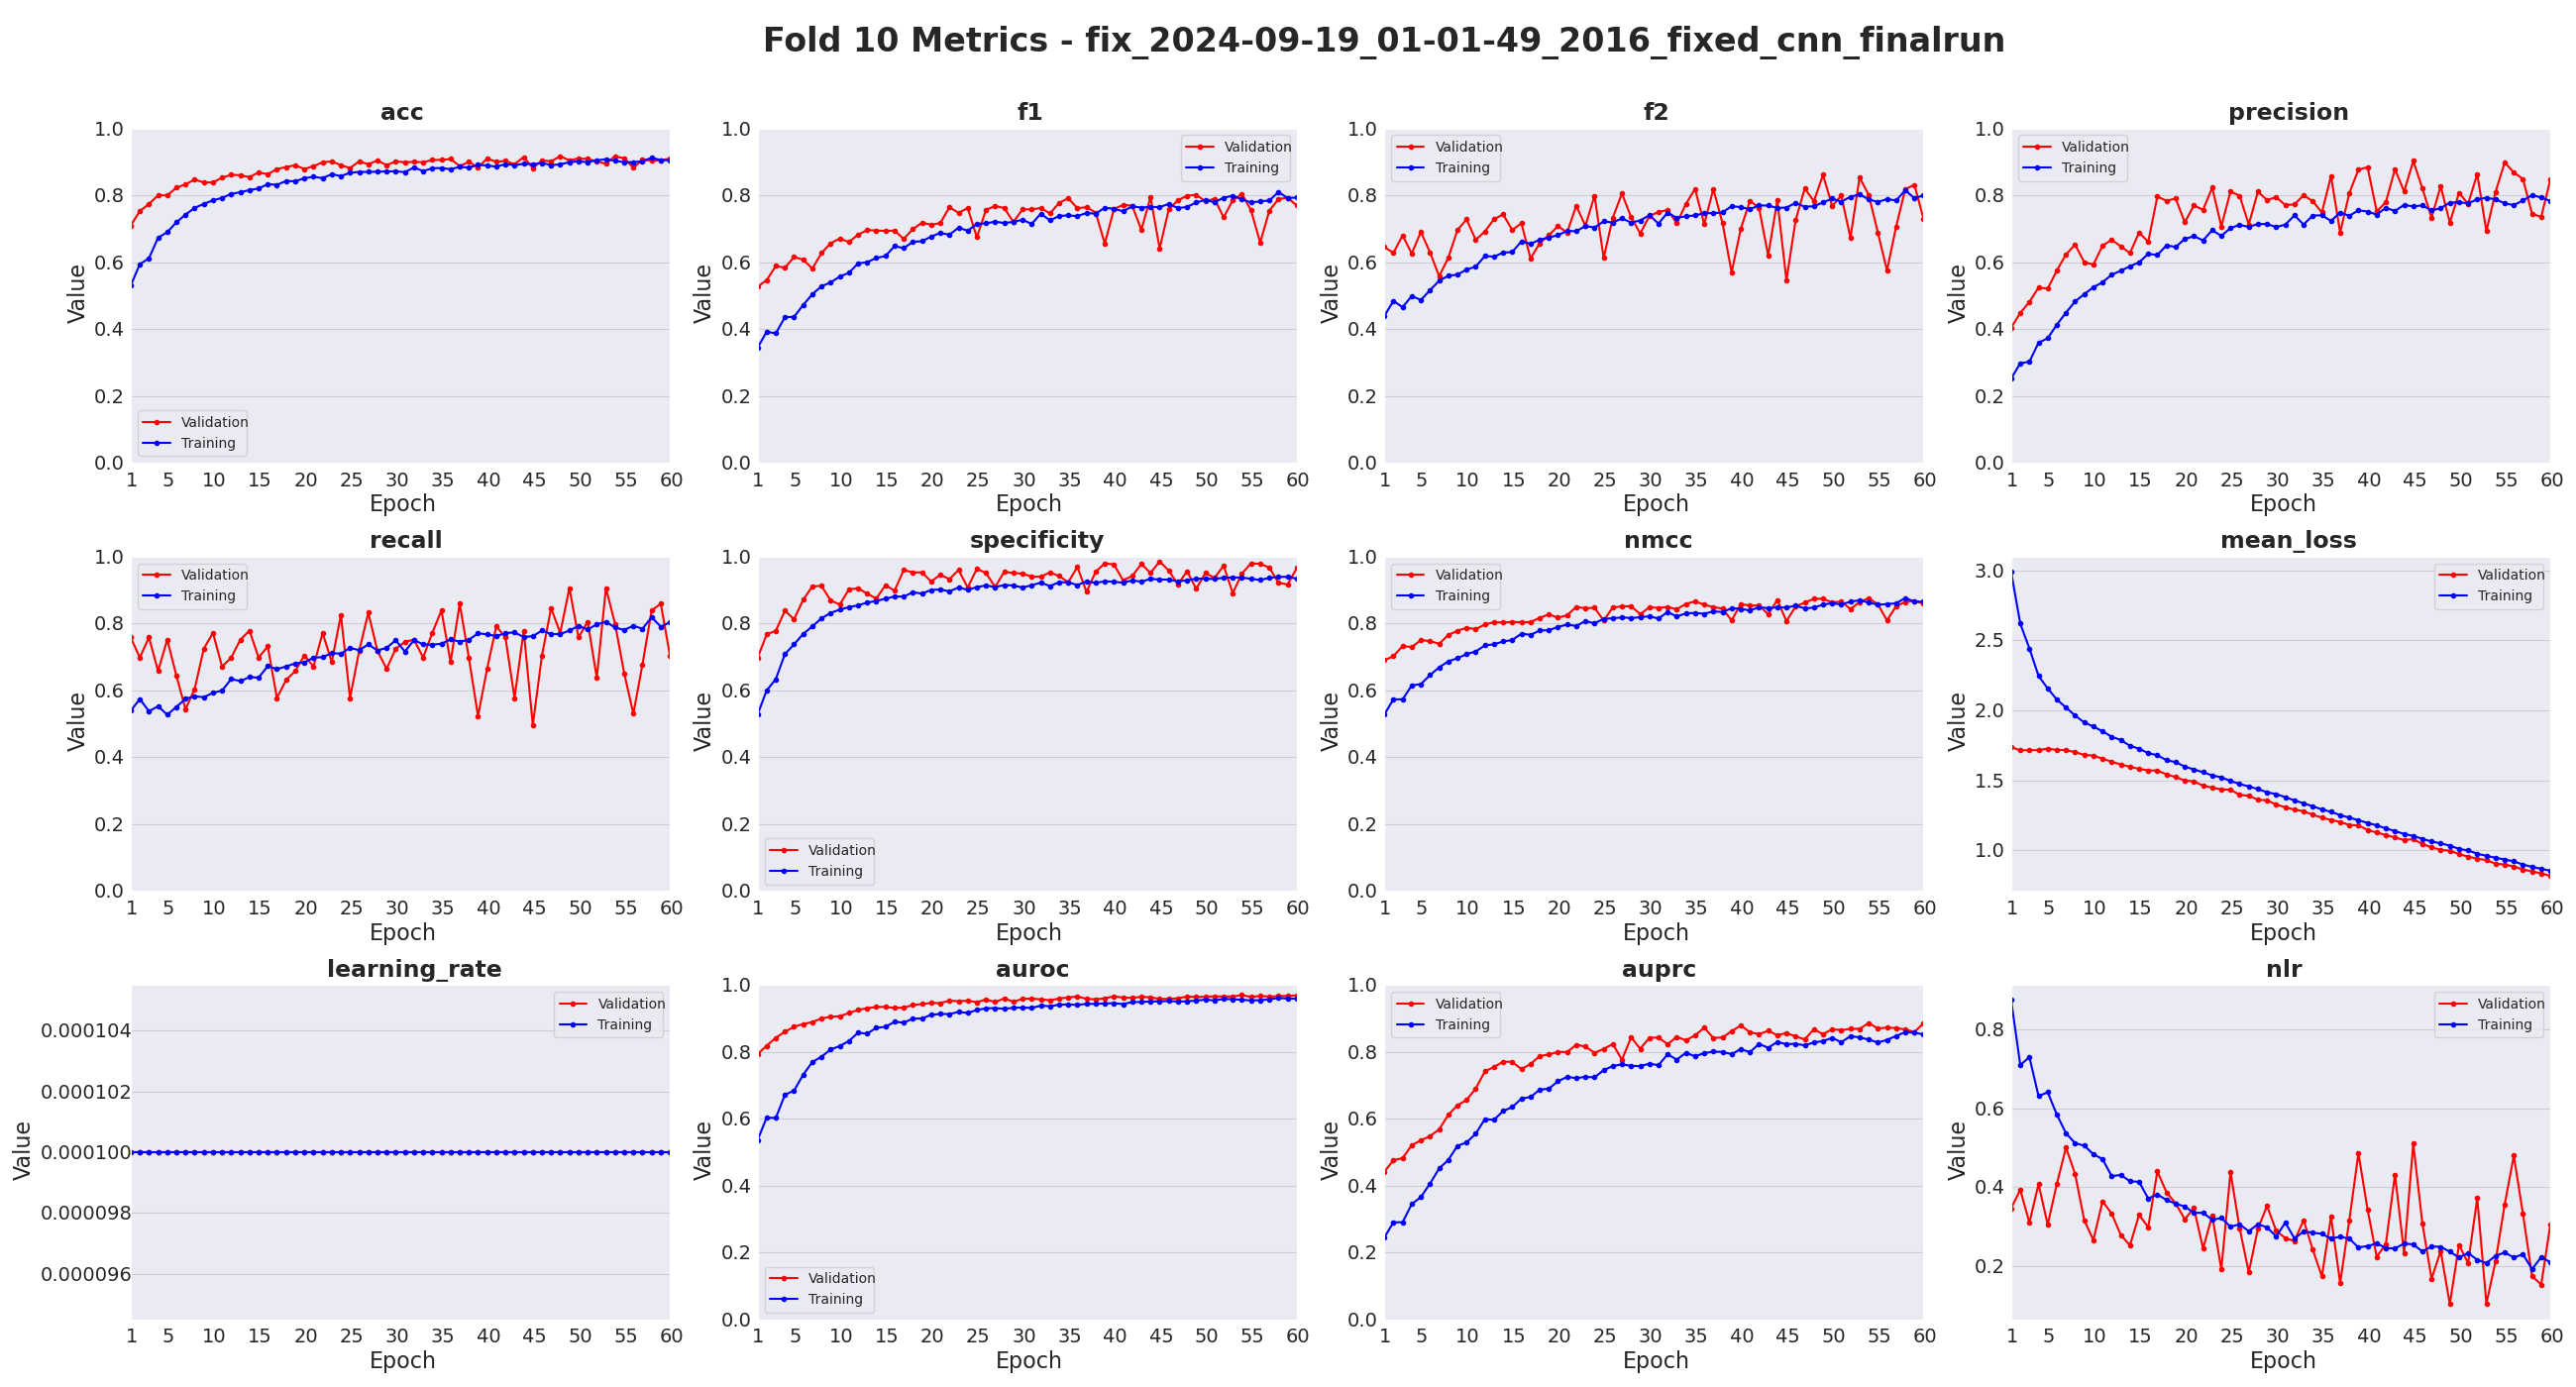 Fold 10 Metrics - fix_2024-09-19_01-01-49_2016_fixed_cnn_finalrun
acc
Value
1.0
0.8
0.6
0.4
0.2
0.0
Validation
Training
1 5 10 15 20 25 30 35 40 45 50 55 60
Epoch
f1
Value
1.0
0.8
0.6
0.4
0.2
0.0
Validation
Training
1 5 10 15 20 25 30 35 40 45 50 55 60
Epoch
f2
Value
1.0
0.8
0.6
0.4
0.2
0.0
Validation
Training
1 5 10 15 20 25 30 35 40 45 50 55 60
Epoch
precision
Value
1.0
0.8
0.6
0.4
0.2
0.0
Validation
Training
1 5 10 15 20 25 30 35 40 45 50 55 60
Epoch
recall
Value
1.0
0.8
0.6
0.4
0.2
0.0
Validation
Training
1 5 10 15 20 25 30 35 40 45 50 55 60
Epoch
specificity
Value
1.0
0.8
0.6
0.4
0.2
0.0
Validation
Training
1 5 10 15 20 25 30 35 40 45 50 55 60
Epoch
nmcc
Value
1.0
0.8
0.6
0.4
0.2
0.0
Validation
Training
1 5 10 15 20 25 30 35 40 45 50 55 60
Epoch
mean_loss
Value
3.0
2.5
2.0
1.5
1.0
Validation
Training
1 5 10 15 20 25 30 35 40 45 50 55 60
Epoch
learning_rate
Value
0.000104
0.000102
0.000100
0.000098
0.000096
Validation
Training
1 5 10 15 20 25 30 35 40 45 50 55 60
Epoch
auroc
Value
1.0
0.8
0.6
0.4
0.2
0.0
Validation
Training
1 5 10 15 20 25 30 35 40 45 50 55 60
Epoch
auprc
Value
1.0
0.8
0.6
0.4
0.2
0.0
Validation
Training
1 5 10 15 20 25 30 35 40 45 50 55 60
Epoch
nlr
Value
0.8
0.6
0.4
0.2
Validation
Training
1 5 10 15 20 25 30 35 40 45 50 55 60
Epoch